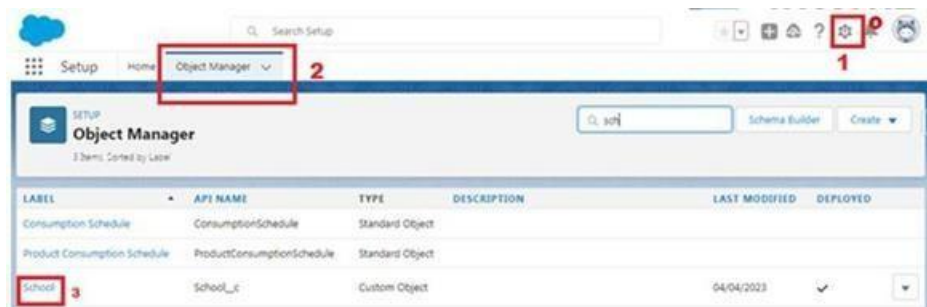 Search Setup
1
Setup Home Object Manager
2
SETUP
Object Manager
3 Items, Sorted by Label
sch
Schema Builder
Create
LABEL API NAME TYPE DESCRIPTION LAST MODIFIED DEPLOYED
Consumption Schedule ConsumptionSchedule Standard Object
Product Consumption Schedule ProductConsumptionSchedule Standard Object
School 3 School__c Custom Object 04/04/2023